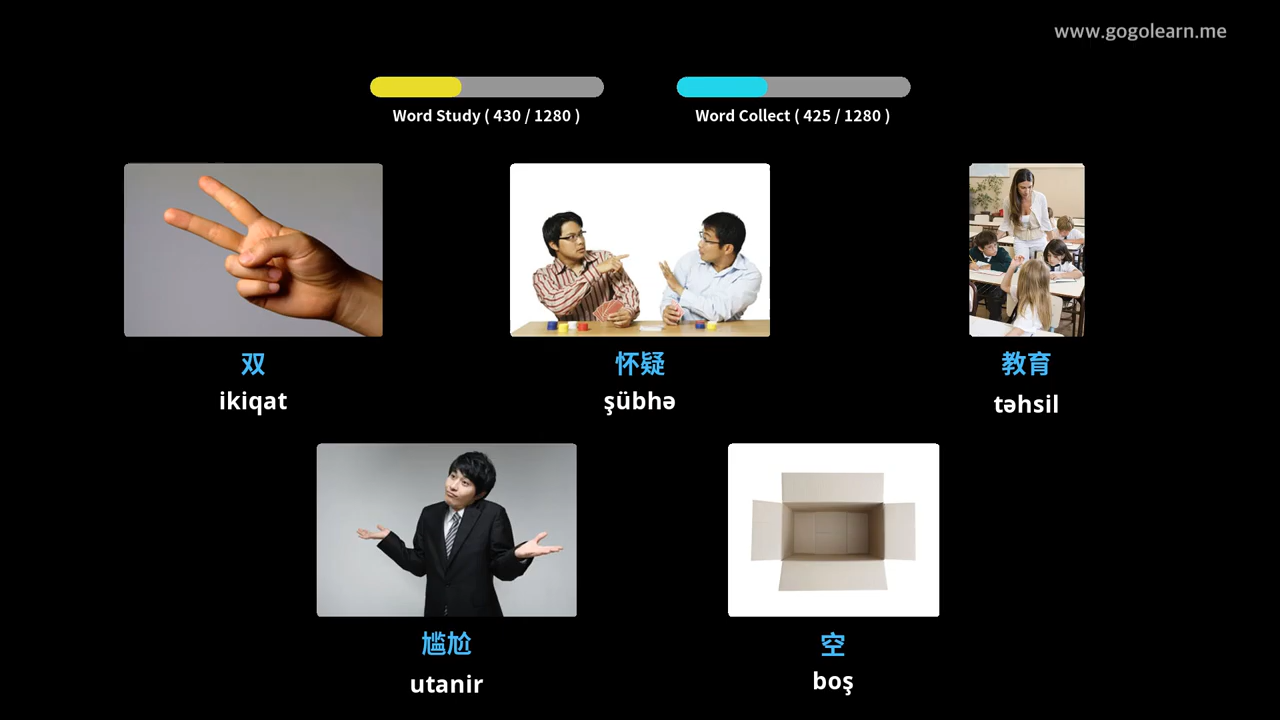 www.gogolearn.me
Word Study ( 430 / 1280 )
Word Collect ( 425 / 1280 )
双
ikiqat
怀疑
şübhə
教育
təhsil
尴尬
utanir
空
boş